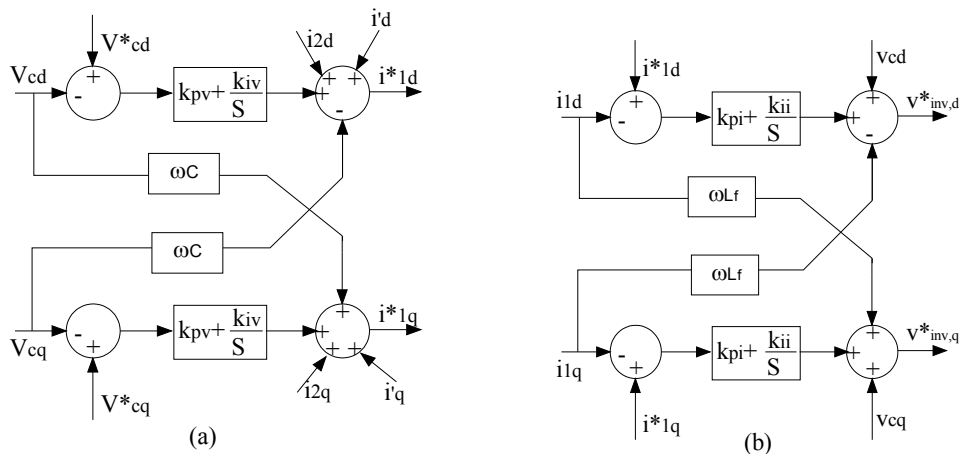 V*cd
i2d
i'd
Vcd
+
-
kpv+ kiv/S
+
+
+
-
i*1d
ωC
ωC
Vcq
-
+
kpv+ kiv/S
+
+
+
+
i*1q
V*cq
i2q
i'q
(a)
i*1d
vcd
i1d
+
-
kpi+ kii/S
+
+
-
v*inv,d
ωLf
ωLf
i1q
-
+
kpi+ kii/S
+
+
+
v*inv,q
i*1q
vcq
(b)